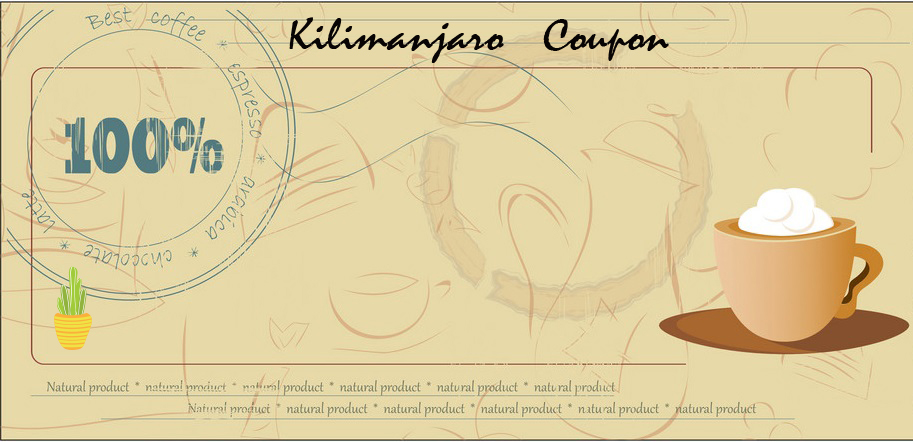 Kilimanjaro Coupon
Best coffee * espresso * arabica * chocolate * latte
100%
Natural product * natural product * natural product * natural product * natural product * natural product
Natural product * natural product * natural product * natural product * natural product * natural product